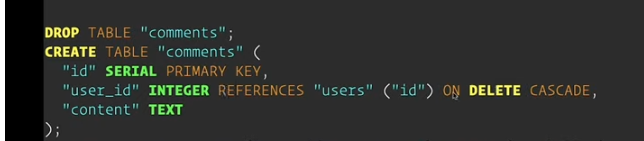 DROP TABLE "comments";
CREATE TABLE "comments" (
"id" SERIAL PRIMARY KEY,
"user_id" INTEGER REFERENCES "users" ("id") ON DELETE CASCADE,
"content" TEXT
);